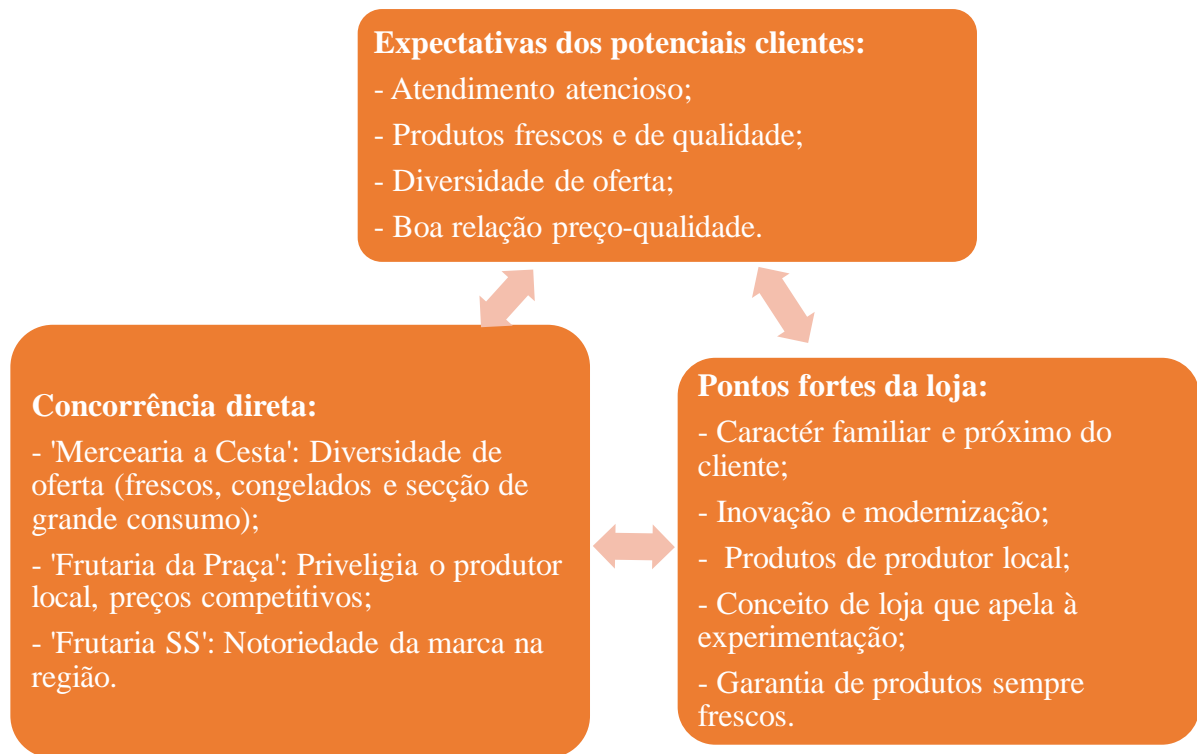 Expectativas dos potenciais clientes:
- Atendimento atencioso;
- Produtos frescos e de qualidade;
- Diversidade de oferta;
- Boa relação preço-qualidade.
Concorrência direta:
- 'Mercearia a Cesta': Diversidade de
oferta (frescos, congelados e secção de
grande consumo);
- 'Frutaria da Praça': Priveligia o produtor
local, preços competitivos;
- 'Frutaria SS': Notoriedade da marca na
região.
Pontos fortes da loja:
- Caractér familiar e próximo do
cliente;
- Inovação e modernização;
- Produtos de produtor local;
- Conceito de loja que apela à
experimentação;
- Garantia de produtos sempre
frescos.